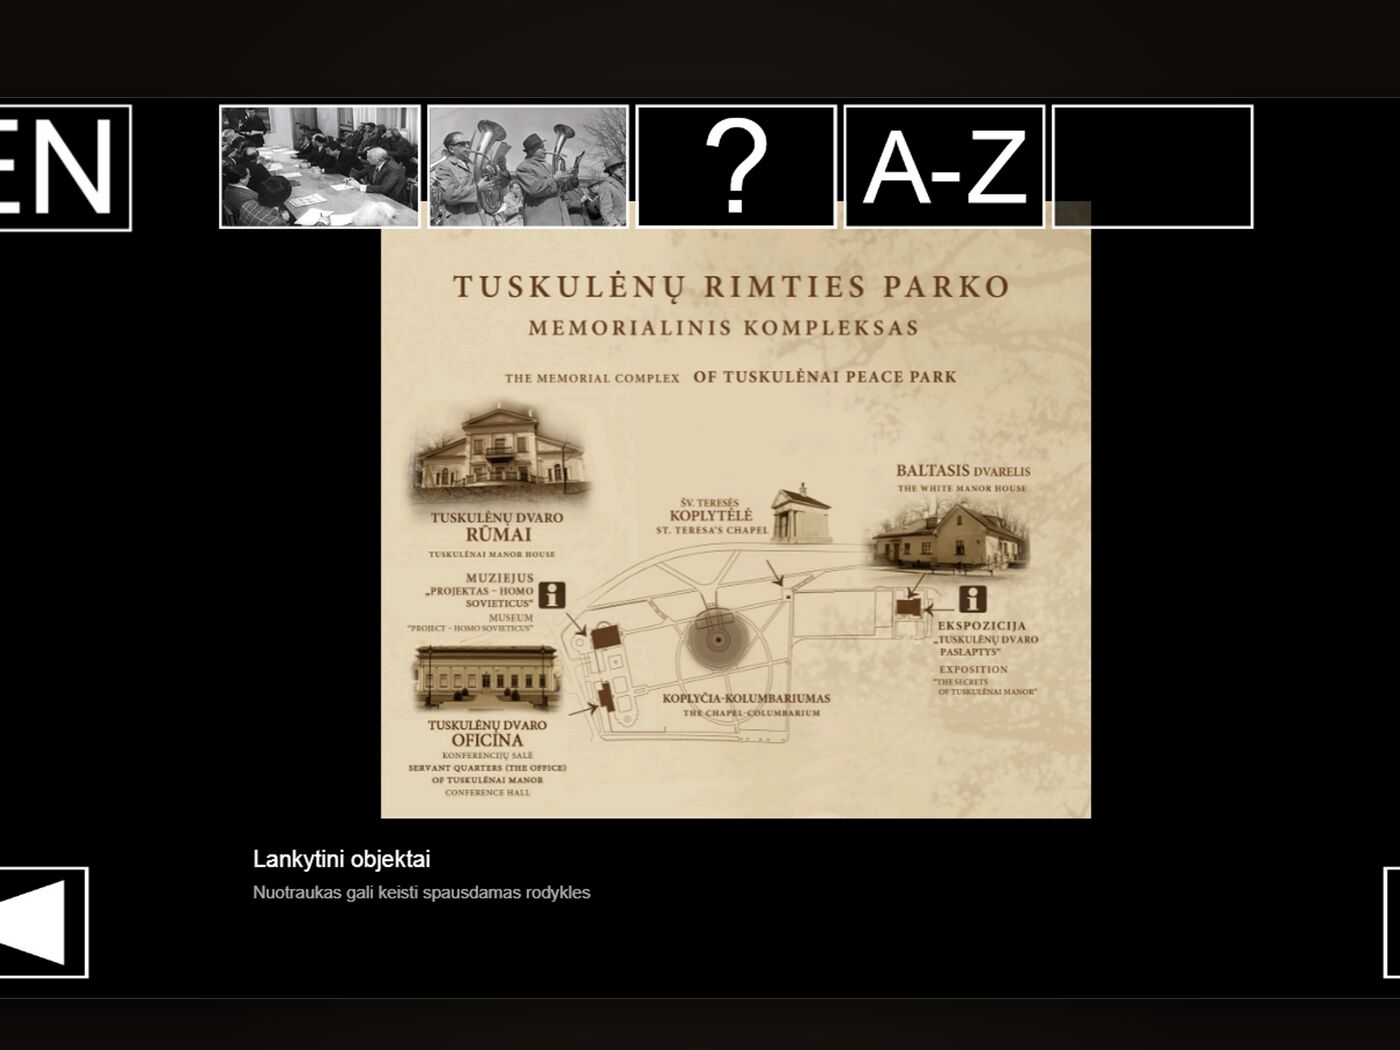 EN
?
A-Z
TUSKULĖNŲ RIMTIES PARKO
MEMORIALINIS KOMPLEKSAS
THE MEMORIAL COMPLEX OF TUSKULĖNAI PEACE PARK
TUSKULĖNŲ DVARO
RŪMAI
TUSKULĖNAI MANOR HOUSE
MUZIEJUS
„PROJEKTAS – HOMO
SOVIETICUS“
MUSEUM
“PROJECT – HOMO SOVIETICUS”
i
TUSKULĖNŲ DVARO
OFICINA
KONFERENCIJŲ SALĖ
SERVANT QUARTERS (THE OFFICE)
OF TUSKULĖNAI MANOR
CONFERENCE HALL
ŠV. TERESĖS
KOPLYTĖLĖ
ST. TERESA'S CHAPEL
KOPLYČIA-KOLUMBARIUMAS
THE CHAPEL-COLUMBARIUM
BALTASIS DVARELIS
THE WHITE MANOR HOUSE
i
EKSPOZICIJA
„TUSKULĖNŲ DVARO
PASLAPTYS“
EXPOSITION
“THE SECRETS
OF TUSKULĖNAI MANOR”
Lankytini objektai
Nuotraukas gali keisti spausdamas rodykles